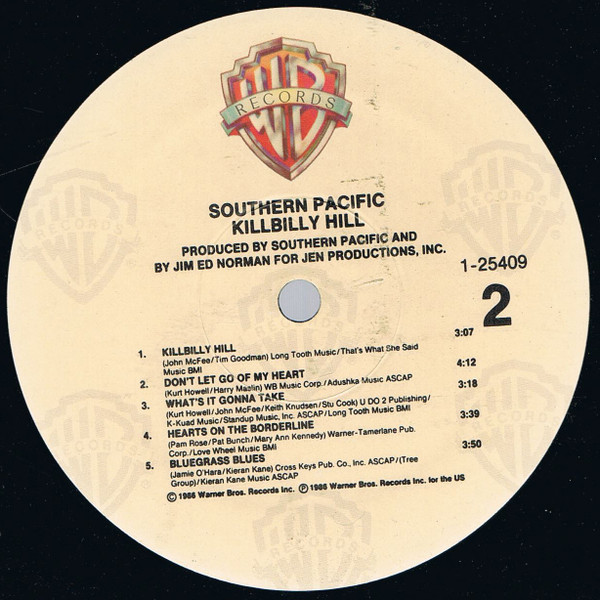 WB
RECORDS
SOUTHERN PACIFIC
KILLBILLY HILL
PRODUCED BY SOUTHERN PACIFIC AND
BY JIM ED NORMAN FOR JEN PRODUCTIONS, INC.
1-25409
2
1. KILLBILLY HILL 3:07
(John McFee/Tim Goodman) Long Tooth Music/That's What She Said
Music BMI
2. DON'T LET GO OF MY HEART 4:12
(Kurt Howell/Harry Maslin) WB Music Corp./Adushka Music ASCAP
3. WHAT'S IT GONNA TAKE 3:18
(Kurt Howell/John McFee/Keith Knudsen/Stu Cook) U DO 2 Publishing/
K-Kuad Music/Standup Music, Inc. ASCAP/Long Tooth Music BMI
4. HEARTS ON THE BORDERLINE 3:39
(Pam Rose/Pat Bunch/Mary Ann Kennedy) Warner-Tamerlane Pub.
Corp./Love Wheel Music BMI
5. BLUEGRASS BLUES 3:50
(Jamie O'Hara/Kieran Kane) Cross Keys Pub. Co., Inc. ASCAP/(Tree
Group)/Kieran Kane Music ASCAP
© 1986 Warner Bros. Records Inc. ℗ 1986 Warner Bros. Records Inc. for the US